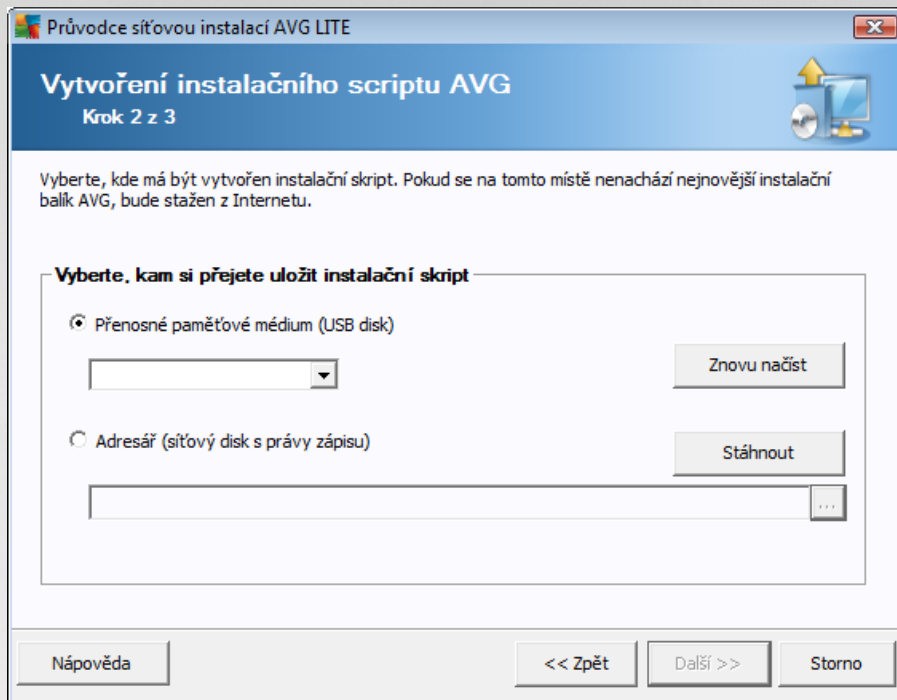 Průvodce síťovou instalací AVG LITE
Vytvoření instalačního scriptu AVG
Krok 2 z 3
Vyberte, kde má být vytvořen instalační skript. Pokud se na tomto místě nenachází nejnovější instalační
balík AVG, bude stažen z Internetu.
Vyberte, kam si přejete uložit instalační skript
Přenosné paměťové médium (USB disk)
Znovu načíst
Adresář (síťový disk s právy zápisu)
Stáhnout
...
Nápověda
<< Zpět
Další >>
Storno